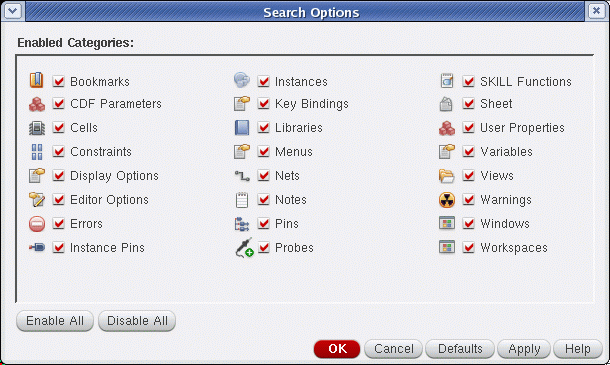 Search Options
Enabled Categories:
Bookmarks Instances SKILL Functions
CDF Parameters Key Bindings Sheet
Cells Libraries User Properties
Constraints Menus Variables
Display Options Nets Views
Editor Options Notes Warnings
Errors Pins Windows
Instance Pins Probes Workspaces
Enable All Disable All
OK Cancel Defaults Apply Help